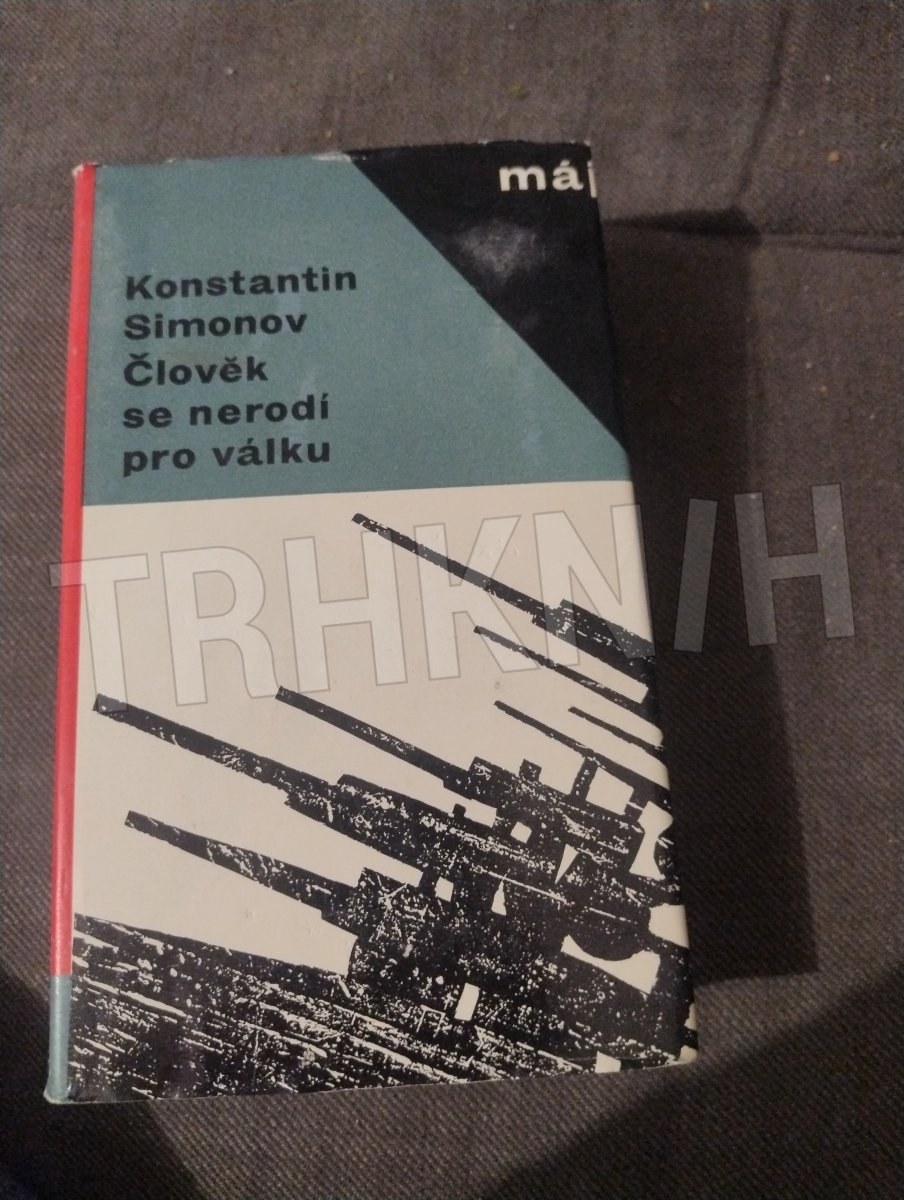 máj
Konstantin
Simonov
Člověk
se nerodí
pro válku
TRHKNIH